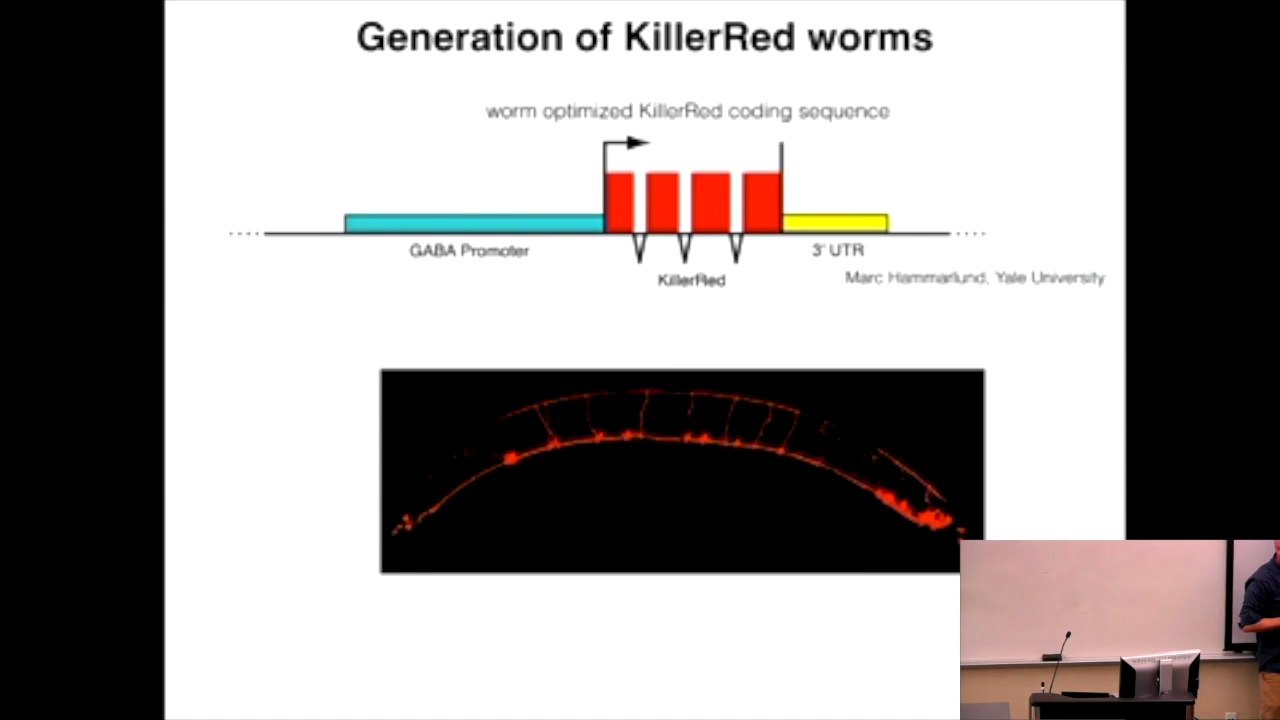 Generation of KillerRed worms
worm optimized KillerRed coding sequence
GABA Promoter
3' UTR
KillerRed
Marc Hammarlund, Yale University